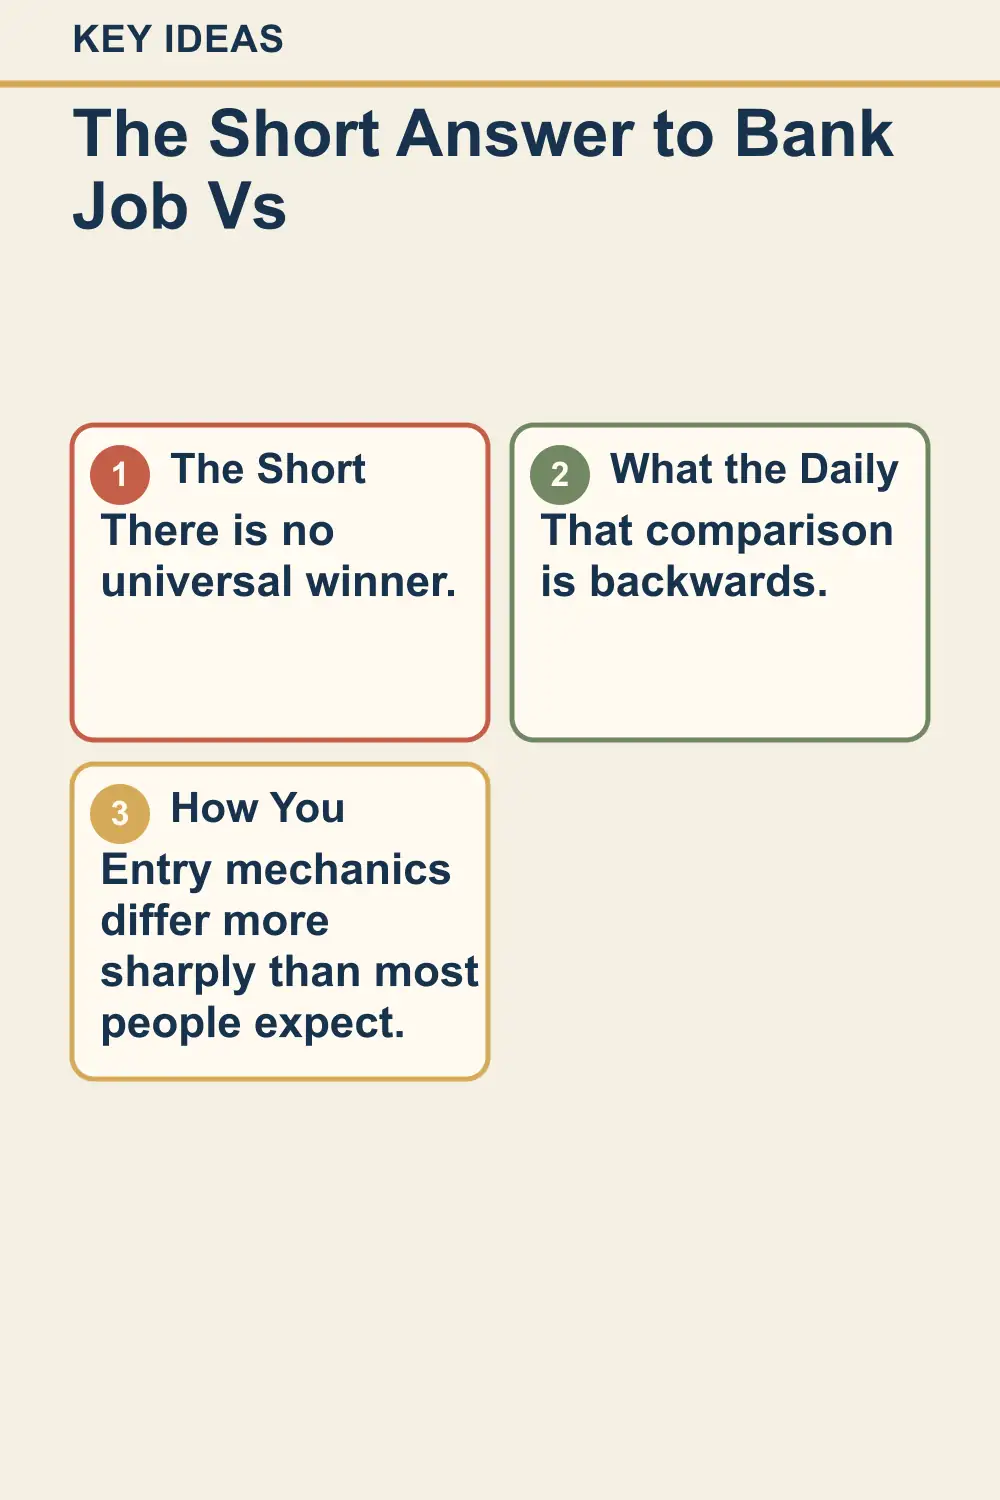 KEY IDEAS
The Short Answer to Bank
Job Vs
1 The Short
There is no
universal winner.
2 What the Daily
That comparison
is backwards.
3 How You
Entry mechanics
differ more
sharply than most
people expect.